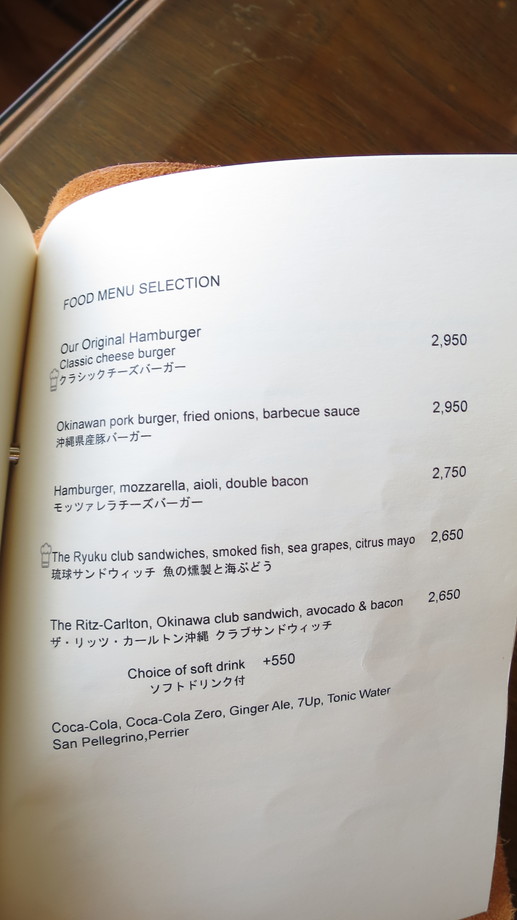 FOOD MENU SELECTION
Our Original Hamburger
Classic cheese burger 2,950
クラシックチーズバーガー
Okinawan pork burger, fried onions, barbecue sauce 2,950
沖縄県産豚バーガー
Hamburger, mozzarella, aioli, double bacon 2,750
モッツァレラチーズバーガー
The Ryuku club sandwiches, smoked fish, sea grapes, citrus mayo 2,650
琉球サンドウィッチ 魚の燻製と海ぶどう
The Ritz-Carlton, Okinawa club sandwich, avocado & bacon 2,650
ザ・リッツ・カールトン沖縄 クラブサンドウィッチ
Choice of soft drink +550
ソフトドリンク付
Coca-Cola, Coca-Cola Zero, Ginger Ale, 7Up, Tonic Water
San Pellegrino,Perrier